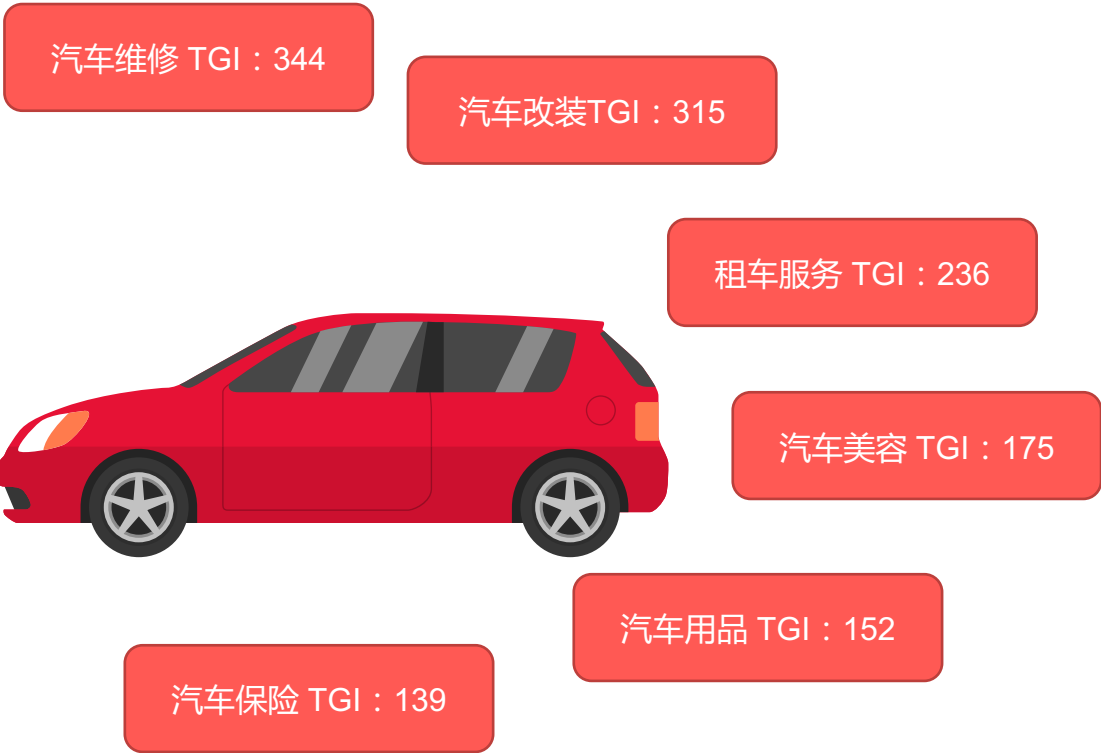 汽车维修 TGI：344
汽车改装TGI：315
租车服务 TGI：236
汽车美容 TGI：175
汽车用品 TGI：152
汽车保险 TGI：139